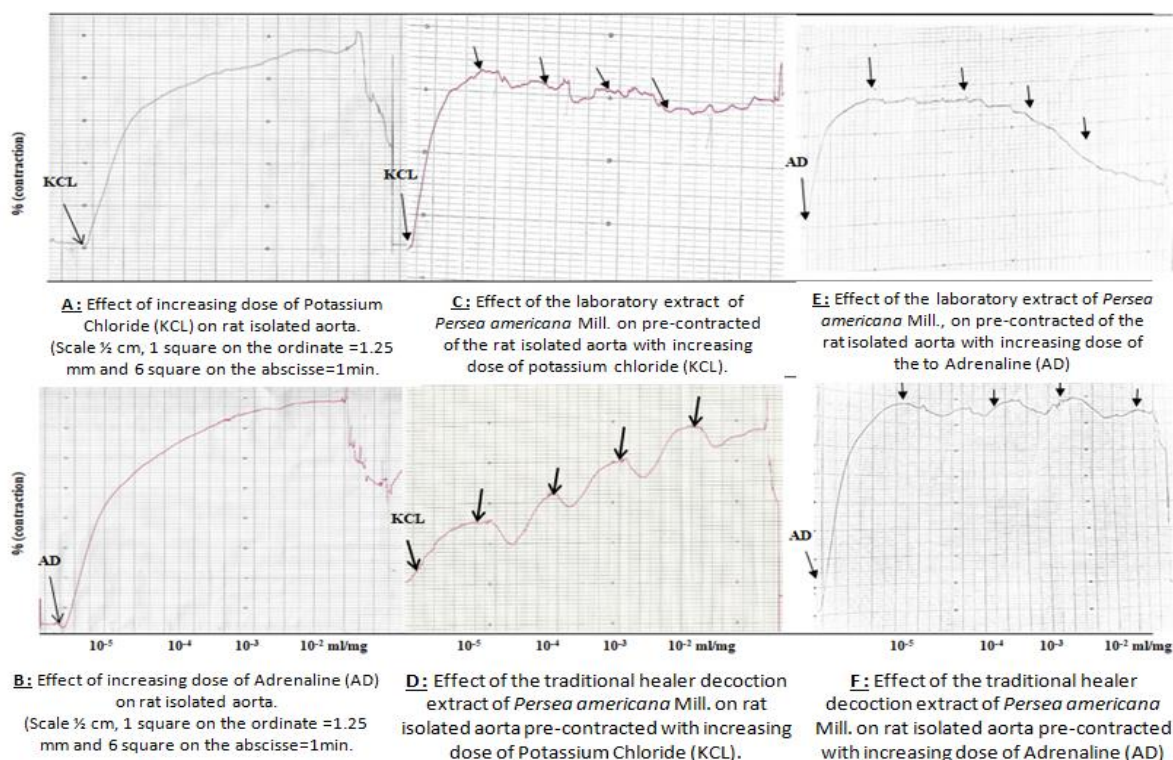 % (contraction)
KCL
KCL
AD
A: Effect of increasing dose of Potassium
Chloride (KCL) on rat isolated aorta.
(Scale ½ cm, 1 square on the ordinate =1.25
mm and 6 square on the abscisse=1min.
C: Effect of the laboratory extract of
Persea americana Mill. on pre-contracted
of the rat isolated aorta with increasing
dose of potassium chloride (KCL).
E: Effect of the laboratory extract of Persea
americana Mill., on pre-contracted of the
rat isolated aorta with increasing dose of
the to Adrenaline (AD)
% (contraction)
AD
KCL
AD
10-5 10-4 10-3 10-2 ml/mg
10-5 10-4 10-3 10-2 ml/mg
10-5 10-4 10-3 10-2 ml/mg
B: Effect of increasing dose of Adrenaline (AD)
on rat isolated aorta.
(Scale ½ cm, 1 square on the ordinate =1.25
mm and 6 square on the abscisse=1min.
D: Effect of the traditional healer decoction
extract of Persea americana Mill. on rat
isolated aorta pre-contracted with increasing
dose of Potassium Chloride (KCL).
F: Effect of the traditional healer
decoction extract of Persea americana
Mill. on rat isolated aorta pre-contracted
with increasing dose of Adrenaline (AD)